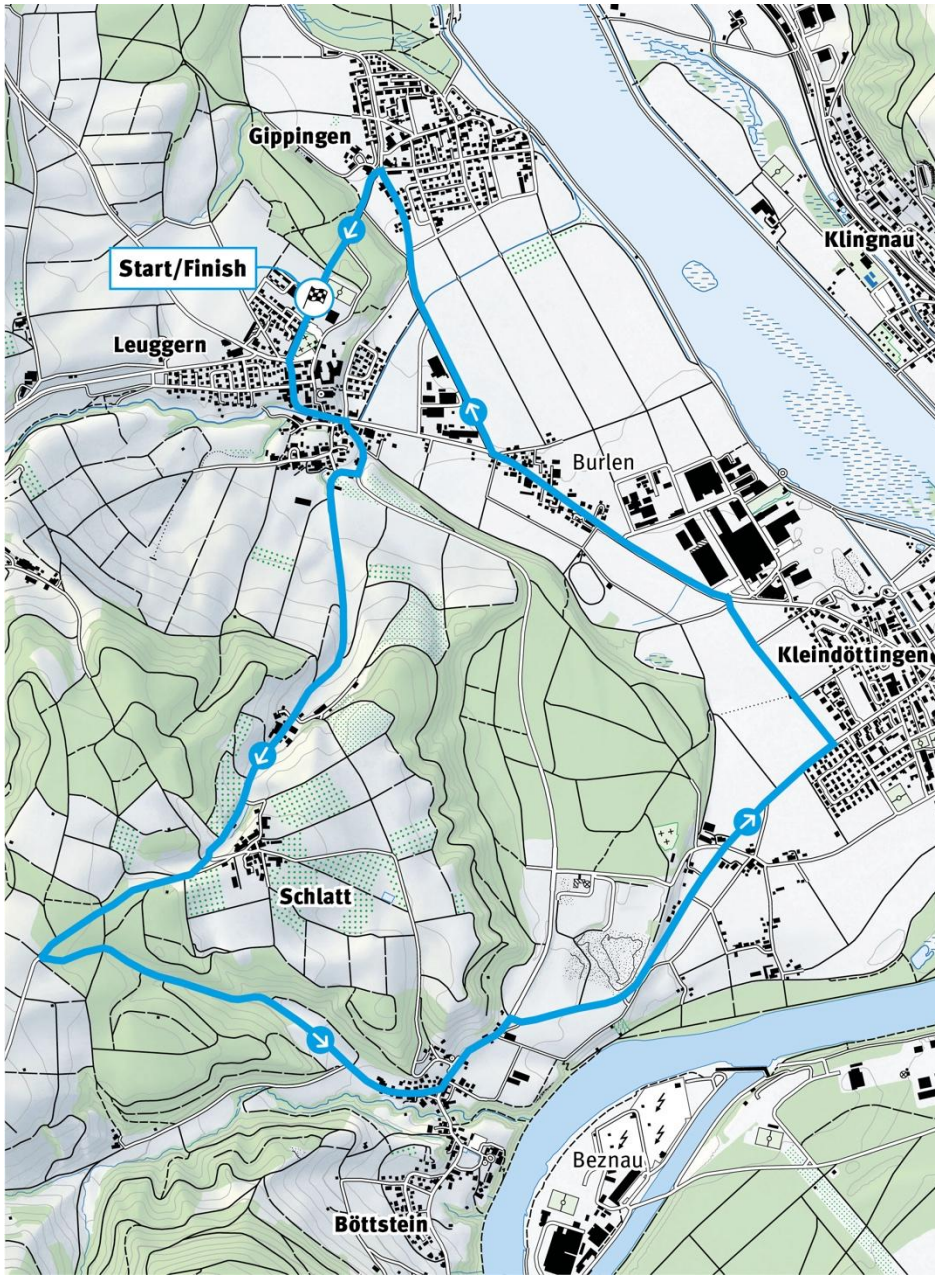 Gippingen
Klingnau
Start/Finish
Leuggern
Burlen
Kleindöttingen
Schlatt
Beznau
Böttstein